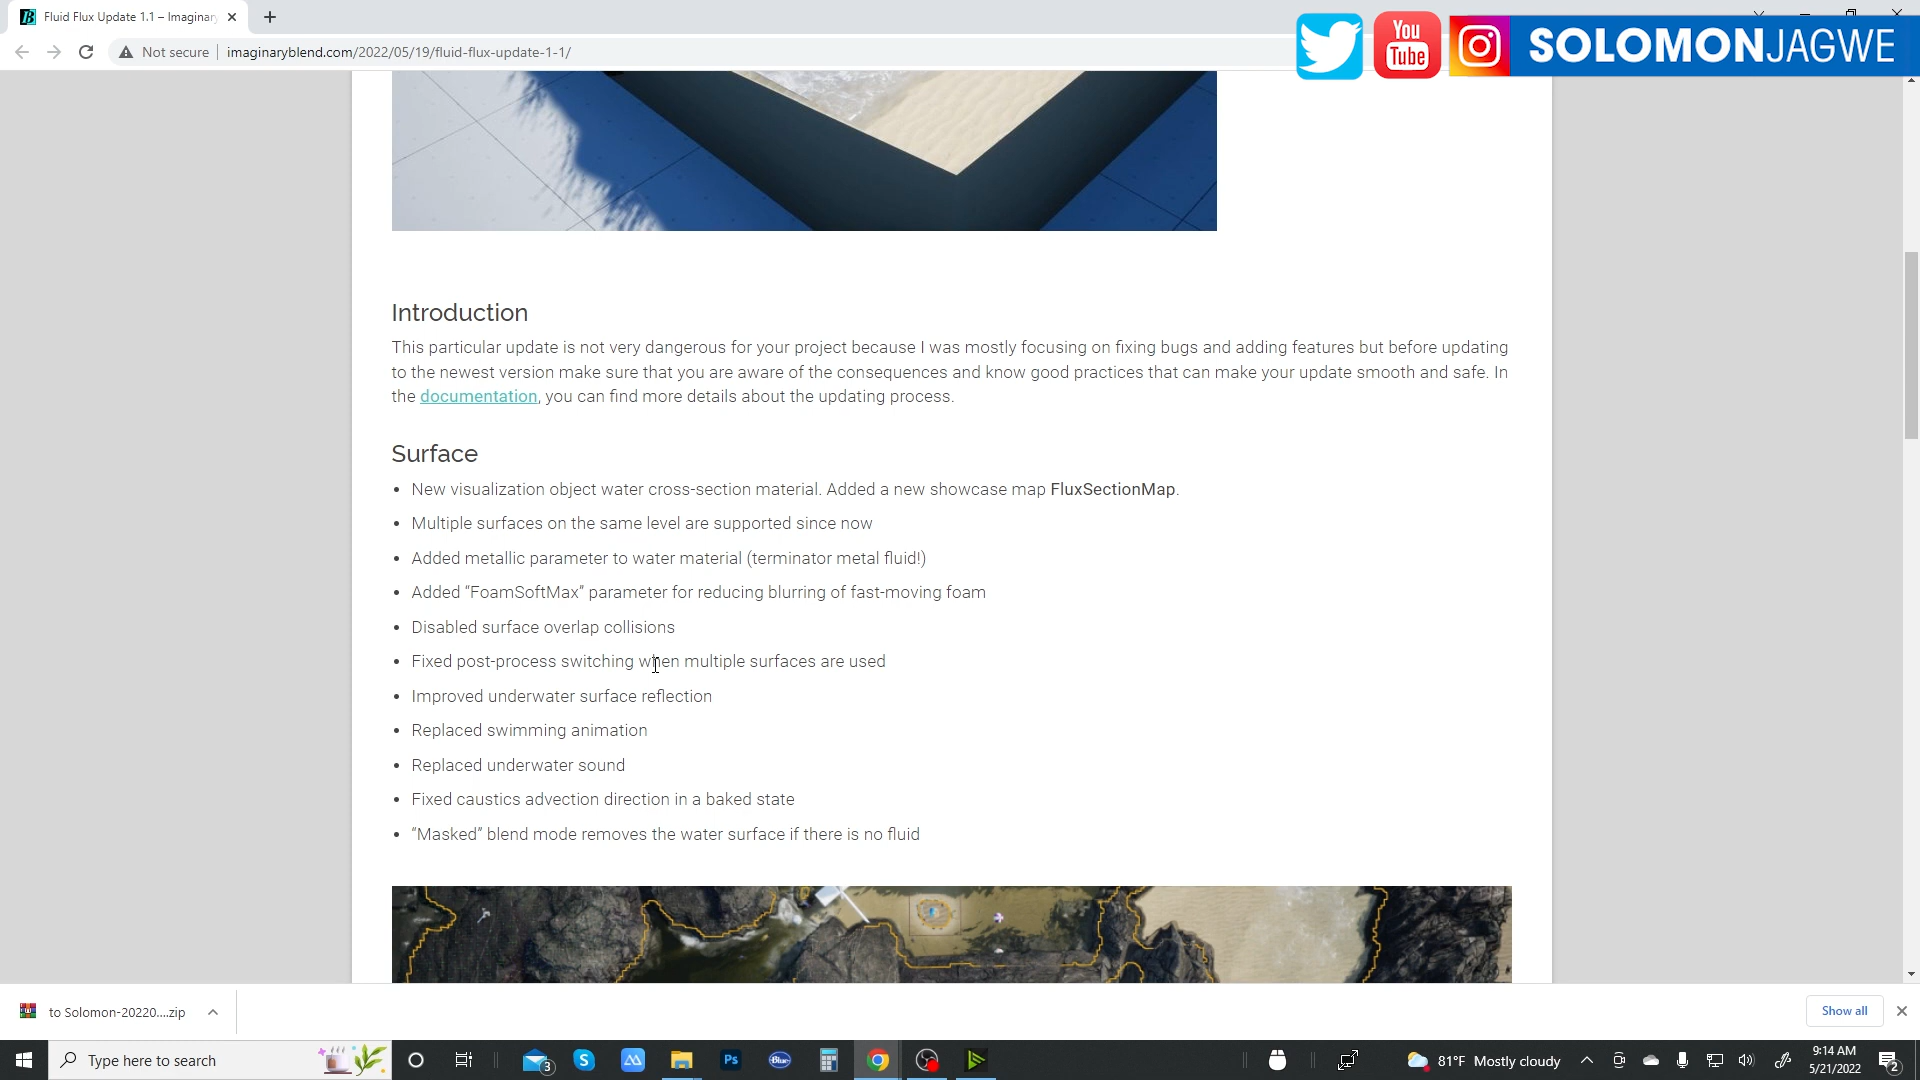 Fluid Flux Update 1.1 – Imaginary
Not secure
imaginaryblend.com/2022/05/19/fluid-flux-update-1-1/
You
Tube
SOLOMONJAGWE
Introduction
This particular update is not very dangerous for your project because I was mostly focusing on fixing bugs and adding features but before updating
to the newest version make sure that you are aware of the consequences and know good practices that can make your update smooth and safe. In
the documentation, you can find more details about the updating process.
Surface
• New visualization object water cross-section material. Added a new showcase map FluxSectionMap.
• Multiple surfaces on the same level are supported since now
• Added metallic parameter to water material (terminator metal fluid!)
• Added “FoamSoftMax” parameter for reducing blurring of fast-moving foam
• Disabled surface overlap collisions
• Fixed post-process switching when multiple surfaces are used
• Improved underwater surface reflection
• Replaced swimming animation
• Replaced underwater sound
• Fixed caustics advection direction in a baked state
• “Masked” blend mode removes the water surface if there is no fluid
to Solomon-20220....zip
Show all
Type here to search
3
Ps
Blue
81°F Mostly cloudy
9:14 AM
5/21/2022
2